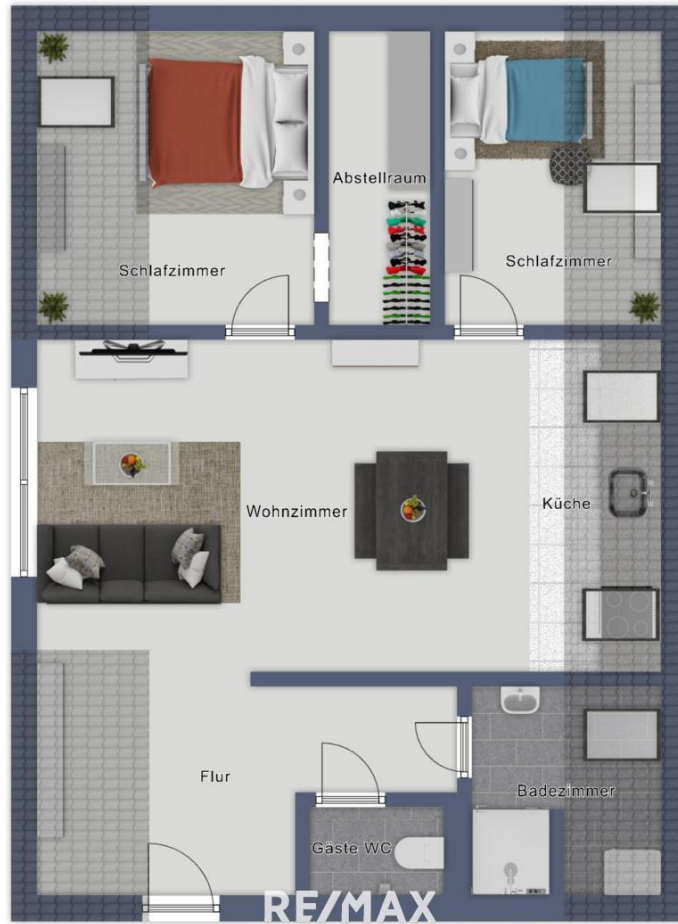 Abstellraum
Schlafzimmer
Schlafzimmer
Wohnzimmer
Küche
Flur
Badezimmer
Gäste WC
RE/MAX